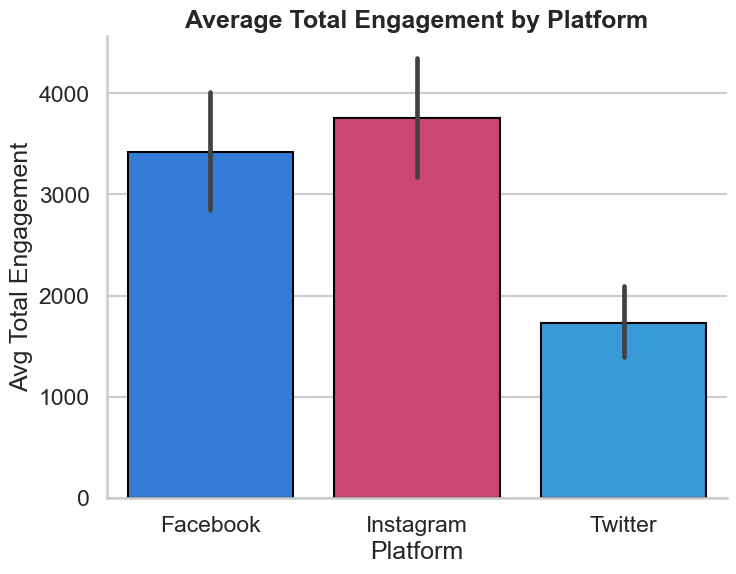 Average Total Engagement by Platform
Avg Total Engagement
4000
3000
2000
1000
0
Facebook
Instagram
Twitter
Platform